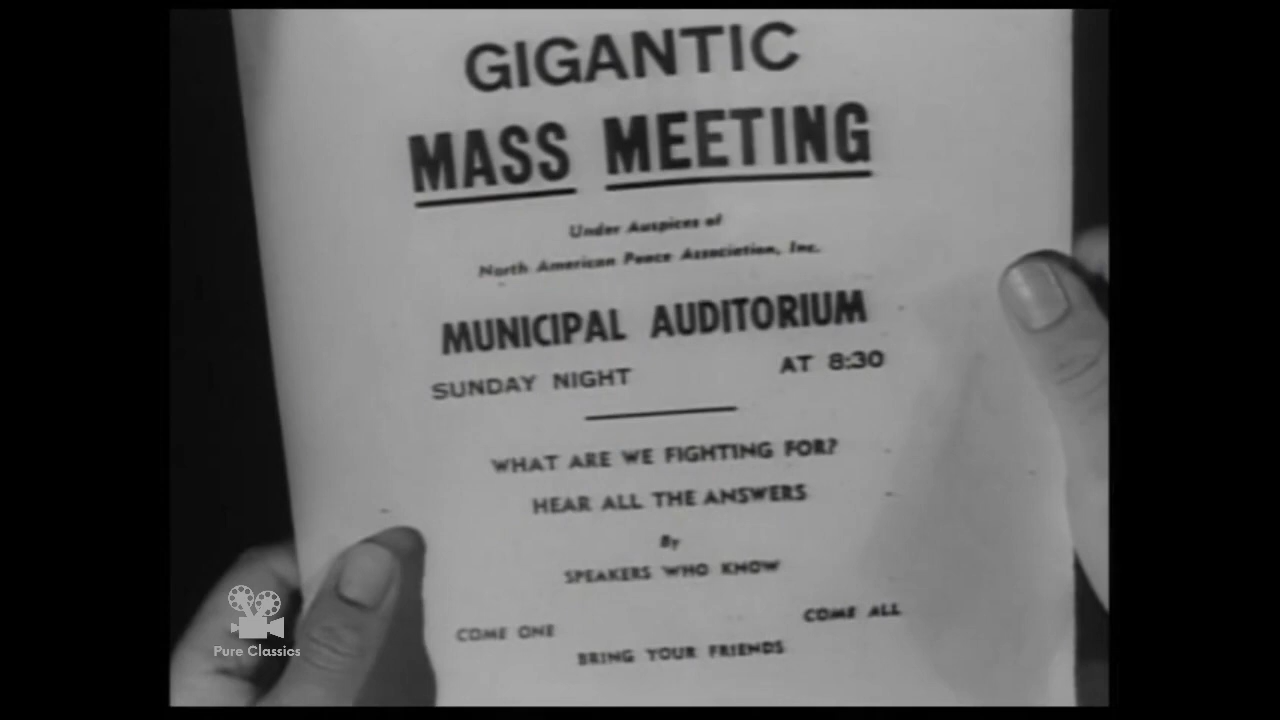 GIGANTIC
MASS MEETING
Under Auspices of
North American Peace Association, Inc.
MUNICIPAL AUDITORIUM
SUNDAY NIGHT AT 8:30
WHAT ARE WE FIGHTING FOR?
HEAR ALL THE ANSWERS
By
SPEAKERS WHO KNOW
COME ONE COME ALL
BRING YOUR FRIENDS
Pure Classics